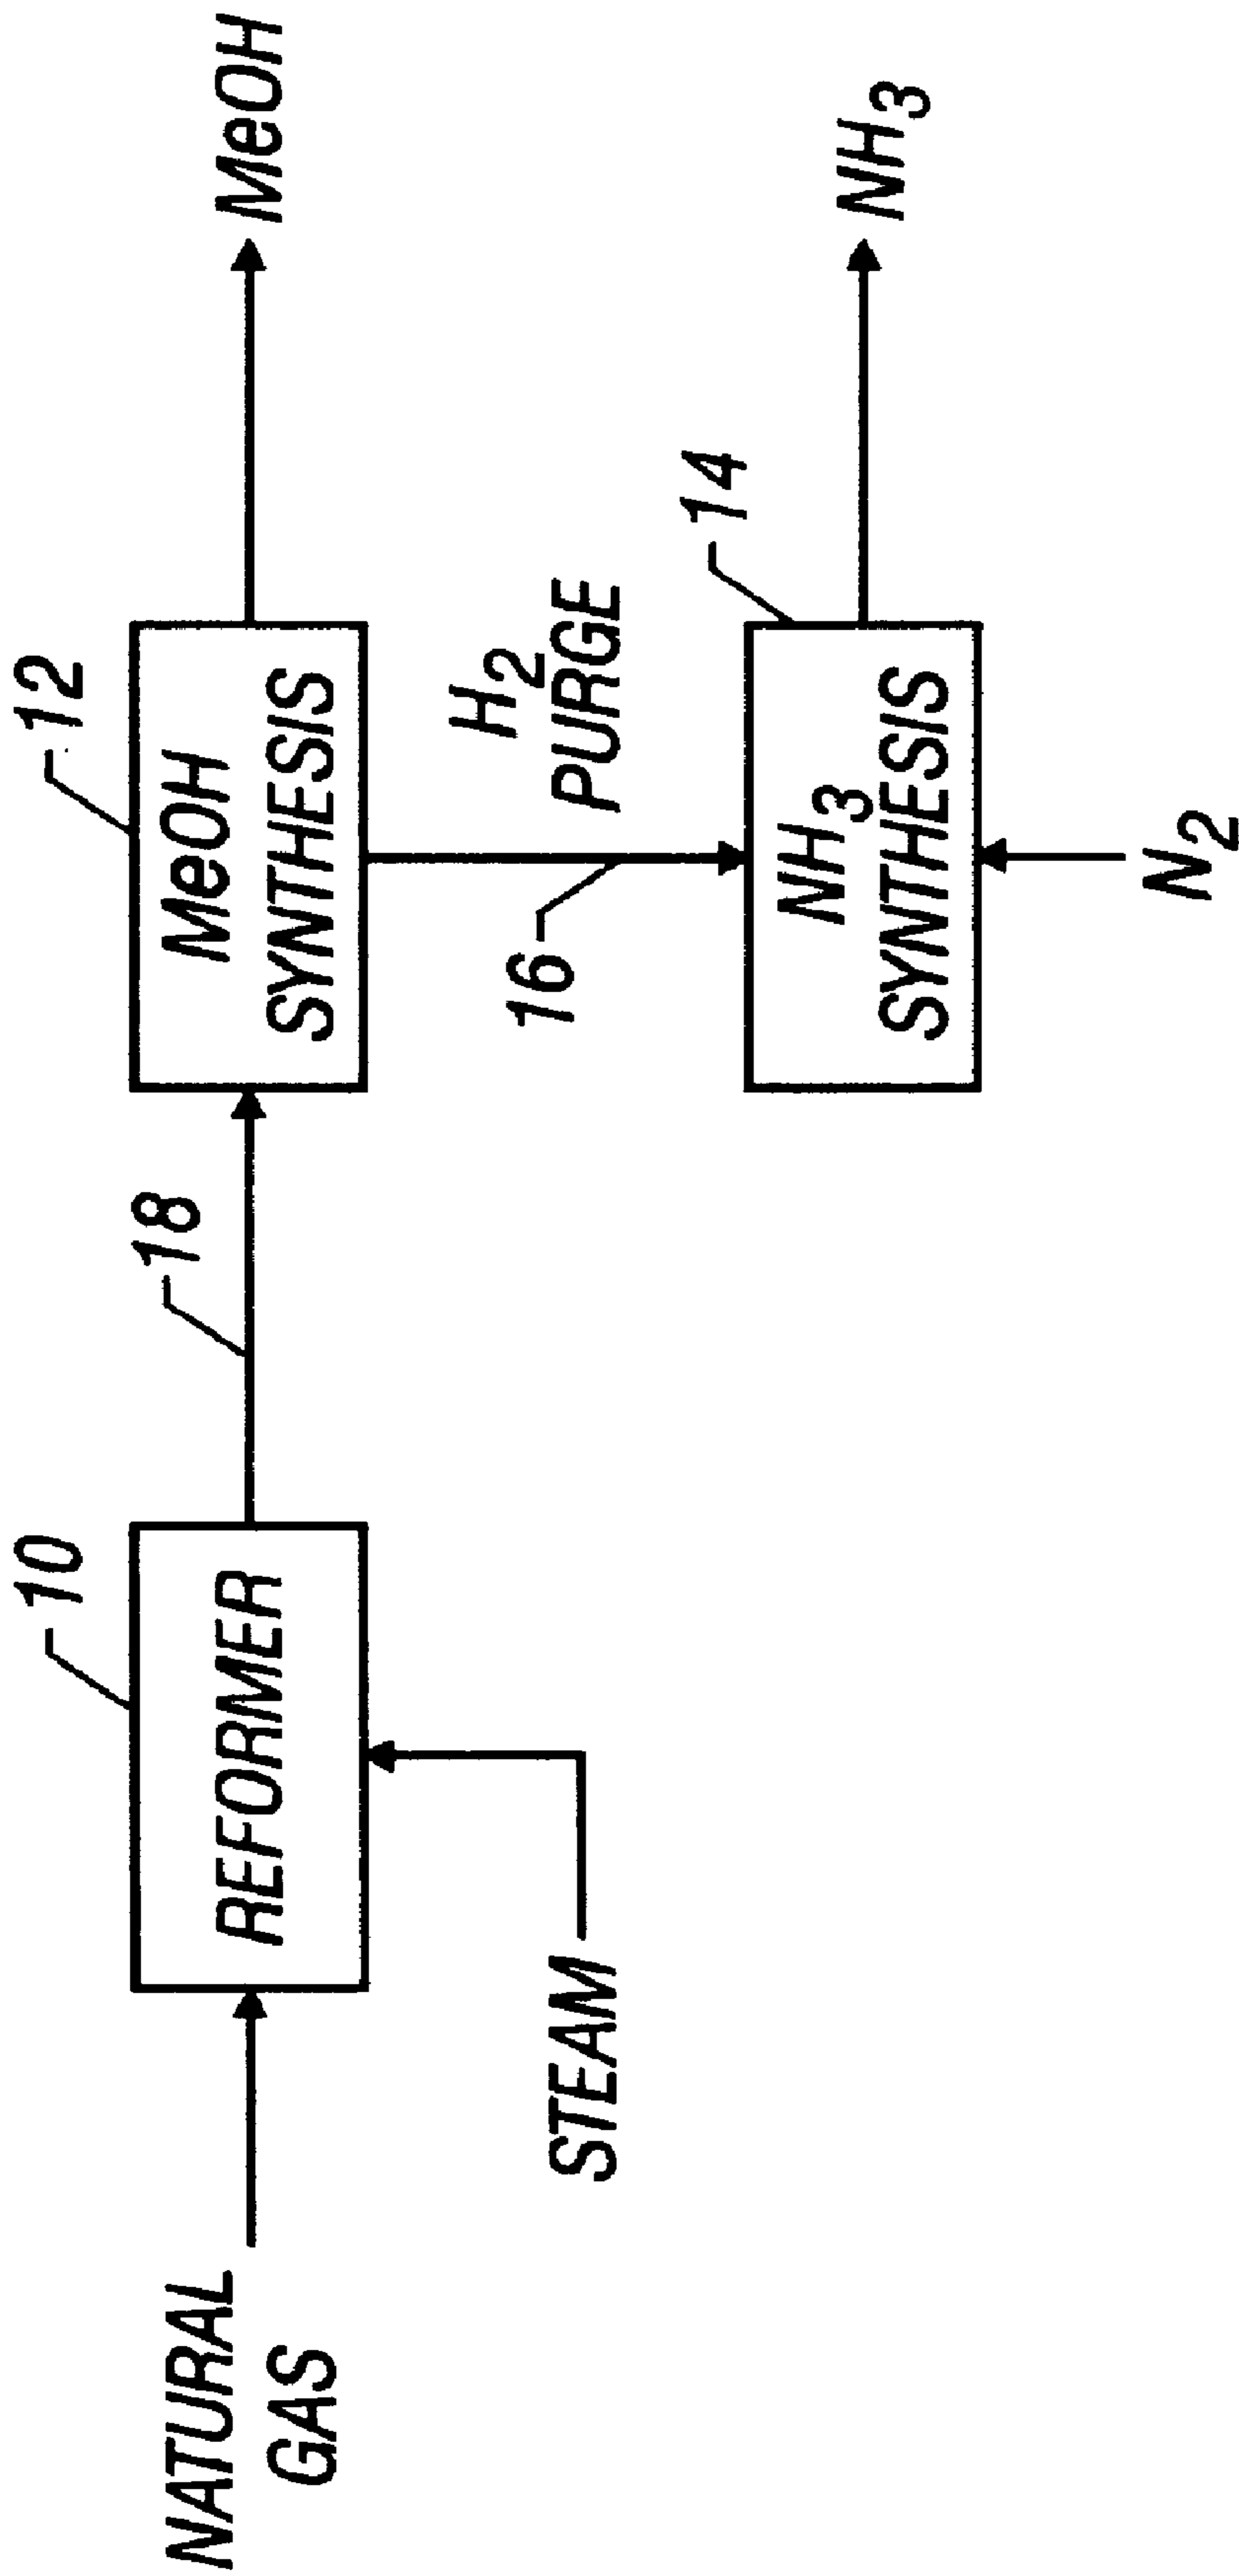 10
12
18
NATURAL
GAS
REFORMER
MeOH
SYNTHESIS
MeOH
STEAM
16
H2
PURGE
14
NH3
SYNTHESIS
NH3
N2